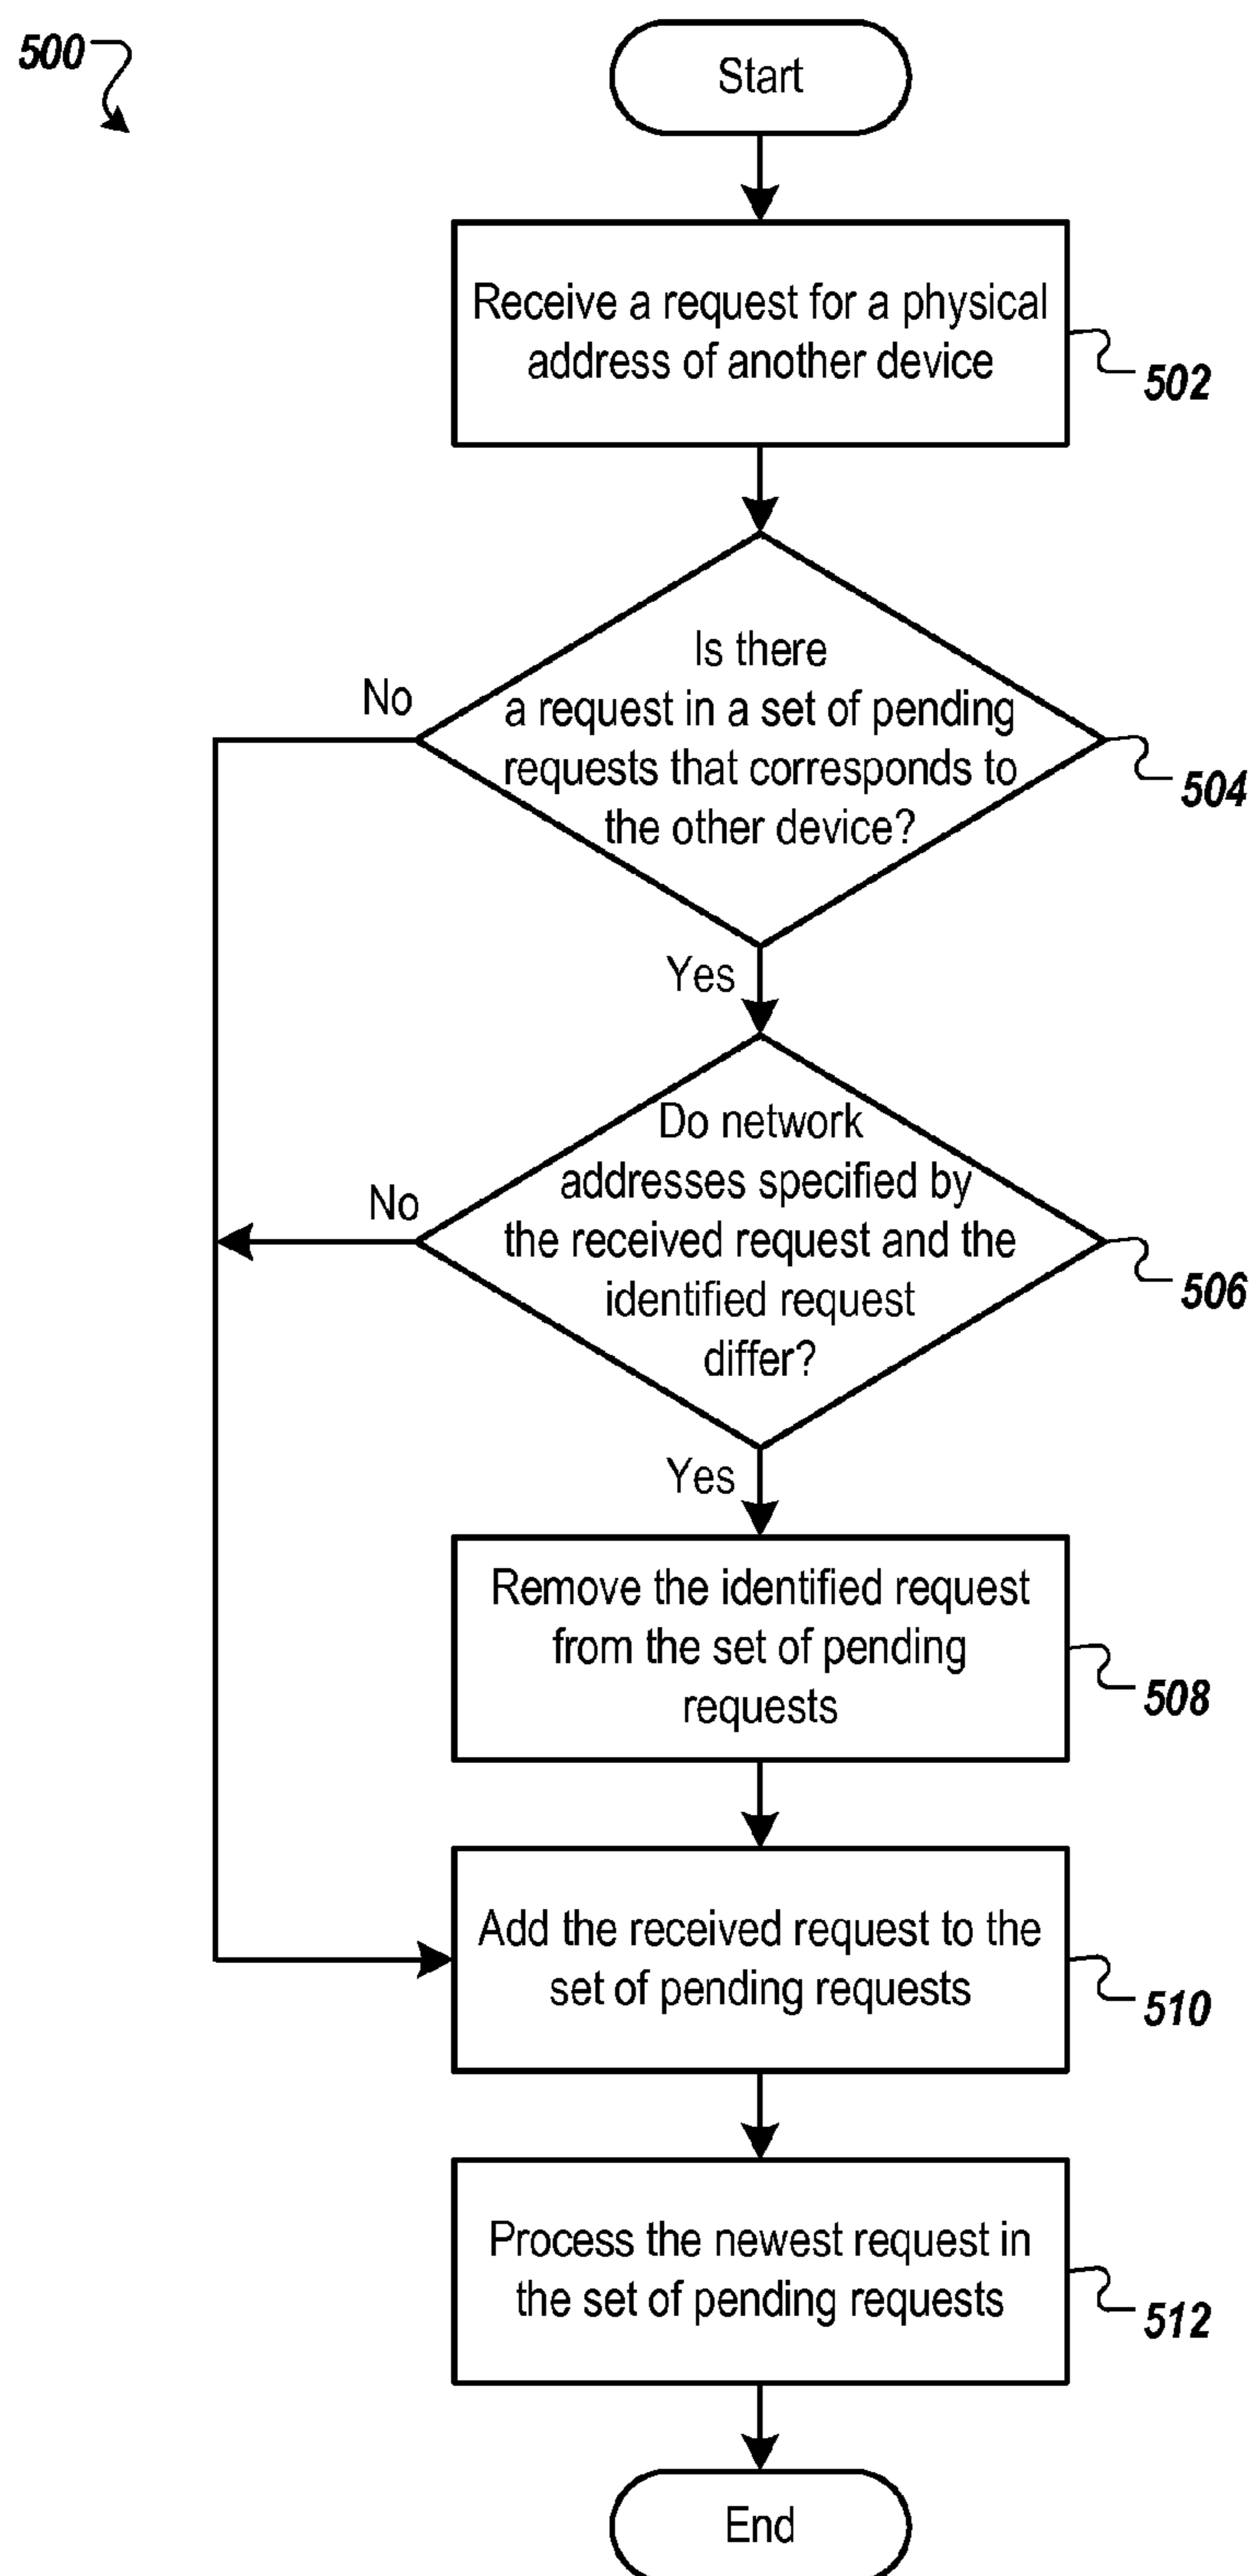 500
Start
Receive a request for a physical
address of another device
502
Is there
a request in a set of pending
requests that corresponds to
the other device?
No
504
Yes
Do network
addresses specified by
the received request and the
identified request
differ?
No
506
Yes
Remove the identified request
from the set of pending
requests
508
Add the received request to the
set of pending requests
510
Process the newest request in
the set of pending requests
512
End